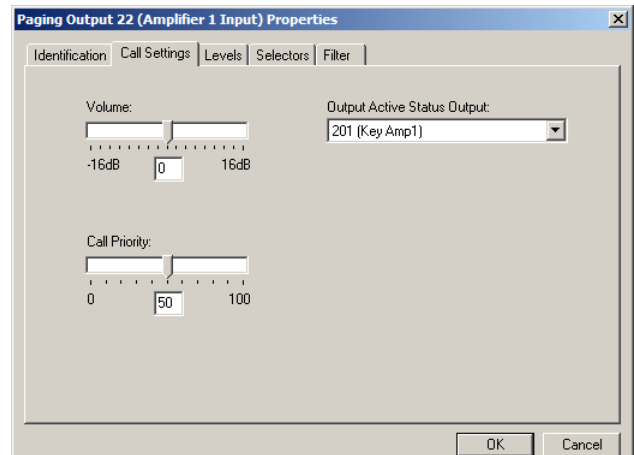 Paging Output 22 (Amplifier 1 Input) Properties
Identification Call Settings Levels Selectors Filter
Volume: Output Active Status Output:
201 (Key Amp1)
-16dB 0 16dB
Call Priority:
0 50 100
OK Cancel